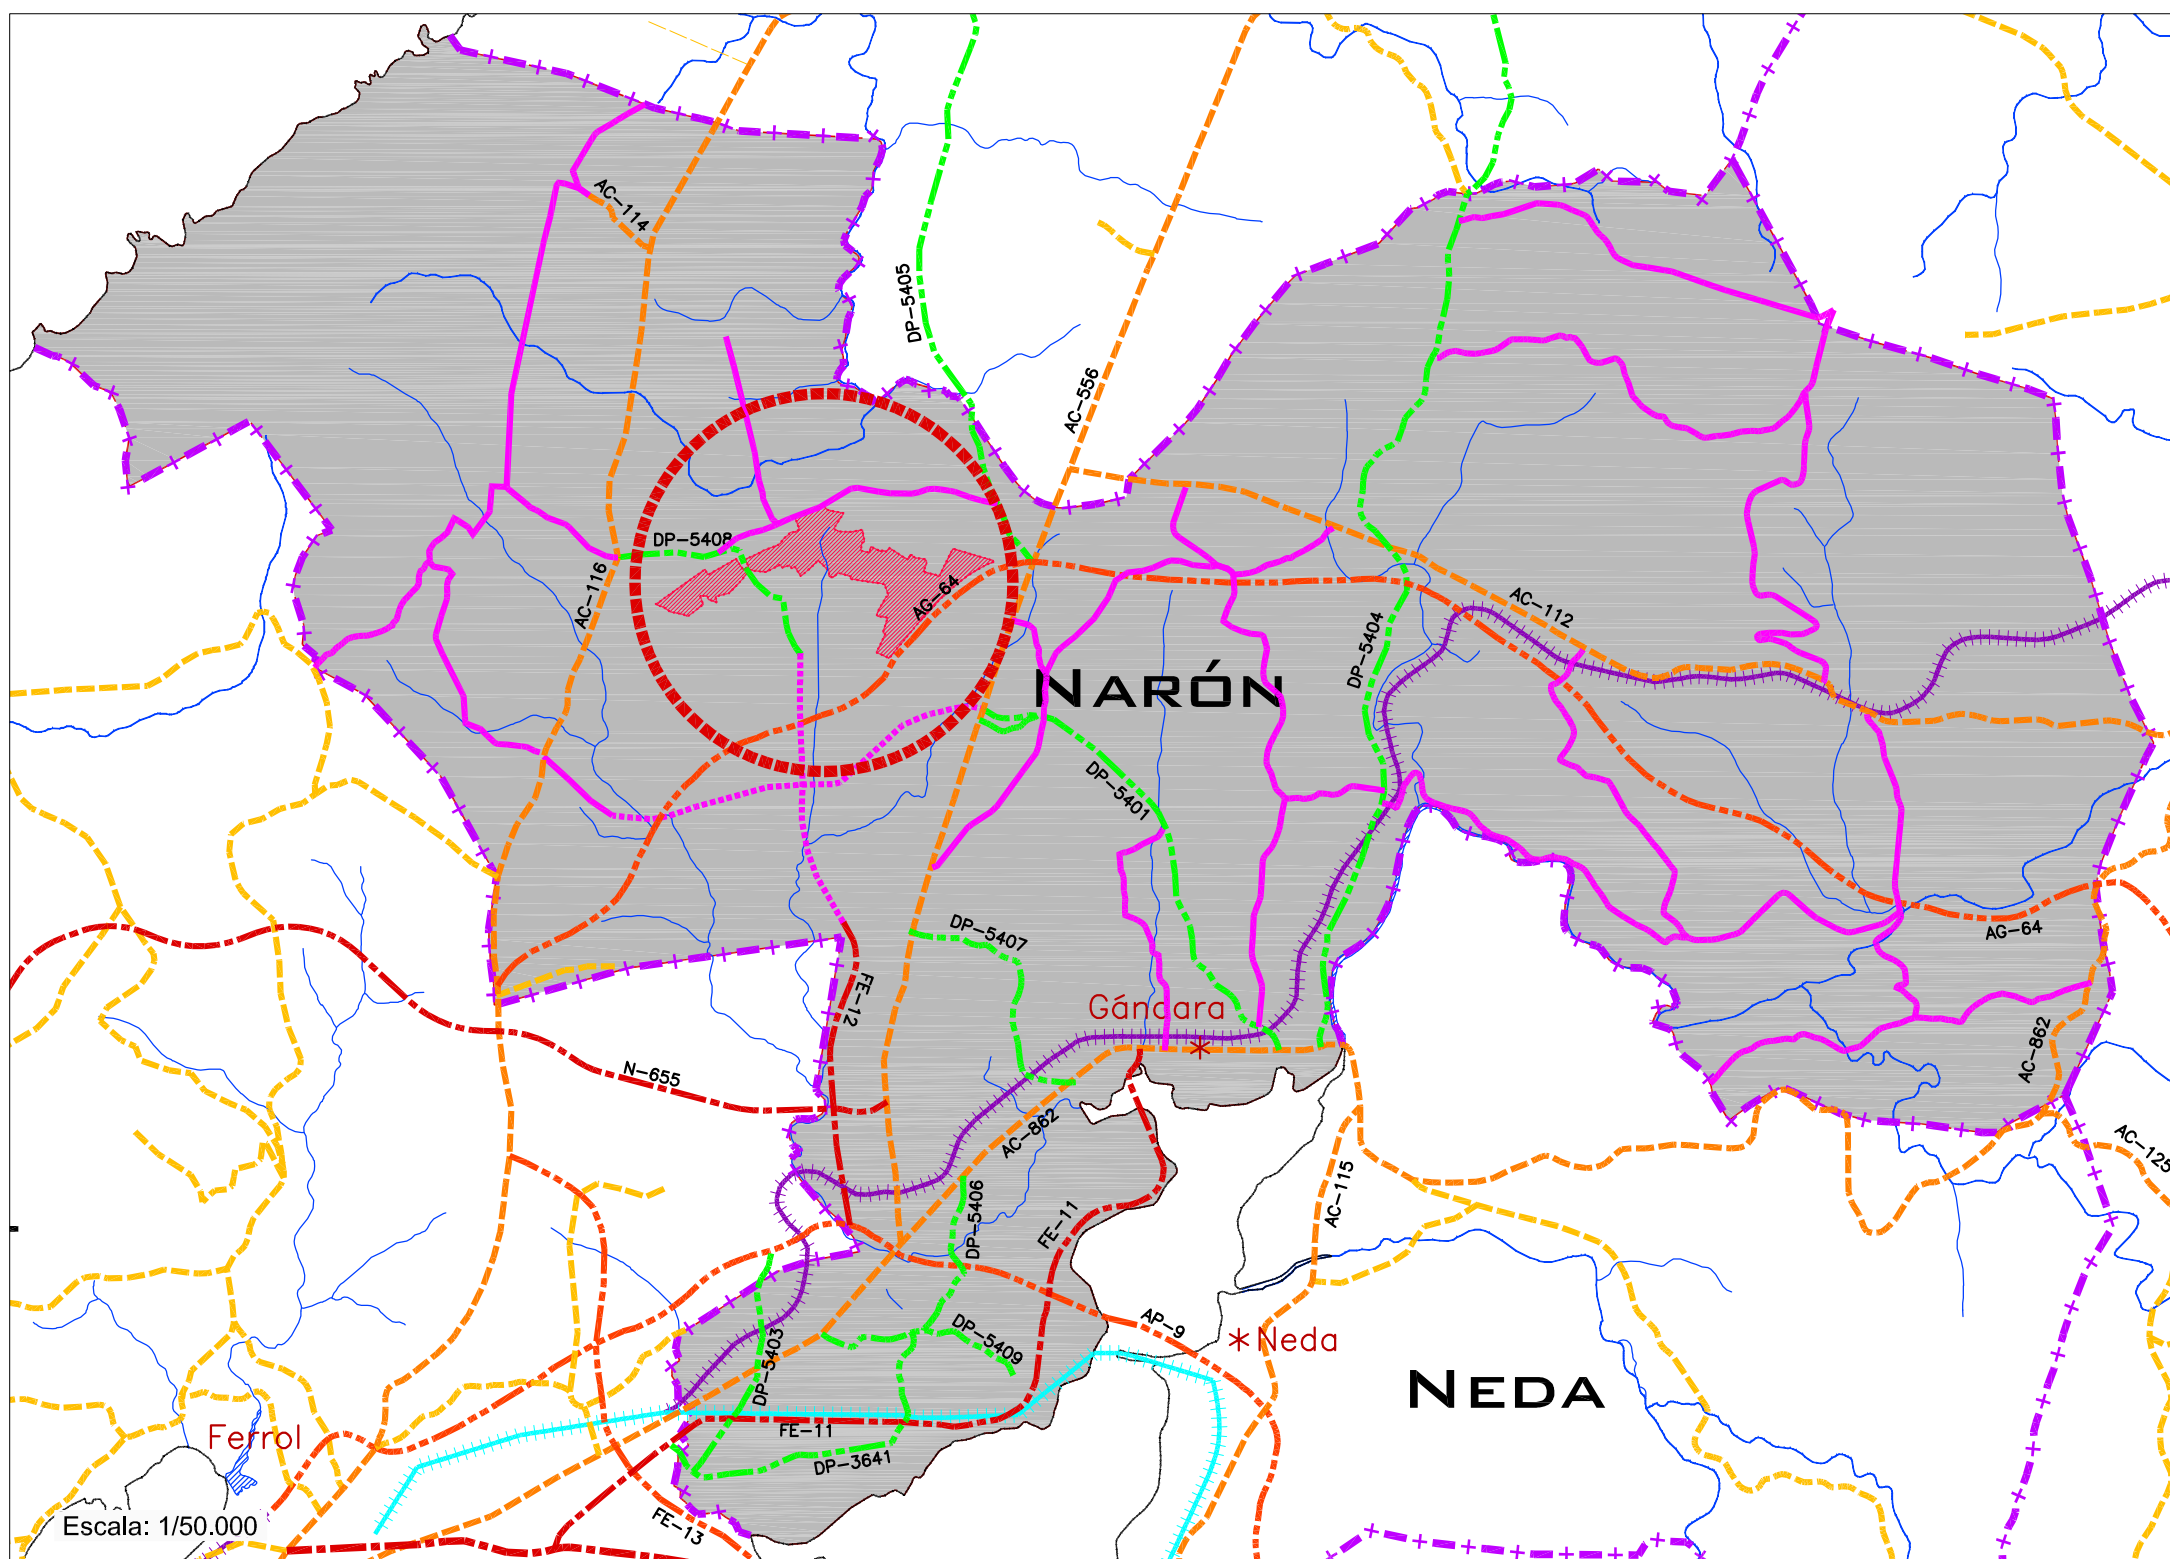 AC-114
DP-5405
AC-556
DP-5408
AC-116
AG-64
AC-112
DP-5404
NARÓN
DP-5401
DP-5407
AG-64
FE-12
Gándara
N-655
AC-862
AC-862
AC-115
AC-125
DP-5406
FE-11
AP-9
DP-5409
Neda
DP-5403
NEDA
FE-11
Ferrol
DP-3641
Escala: 1/50.000
FE-13